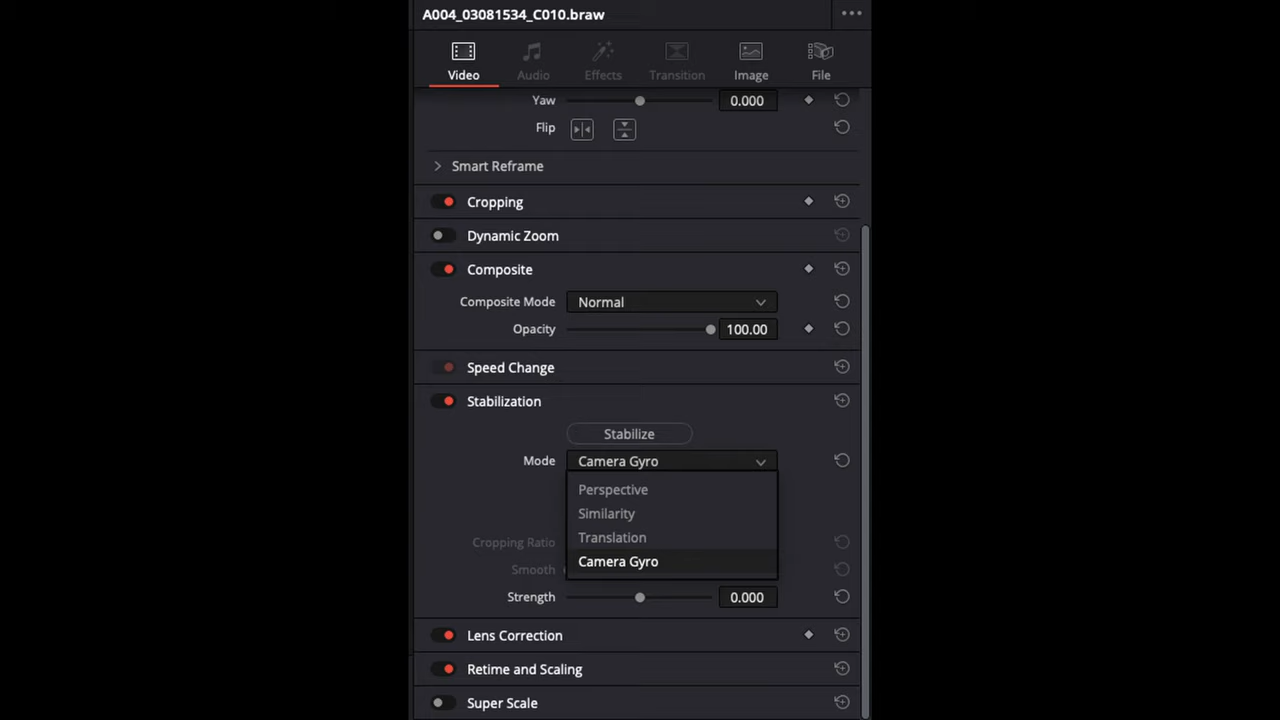 A004_03081534_C010.braw
Video Audio Effects Transition Image File
Yaw 0.000
Flip
Smart Reframe
Cropping
Dynamic Zoom
Composite
Composite Mode Normal
Opacity 100.00
Speed Change
Stabilization
Stabilize
Mode Camera Gyro
Perspective
Similarity
Translation
Cropping Ratio
Camera Gyro
Smooth
Strength 0.000
Lens Correction
Retime and Scaling
Super Scale